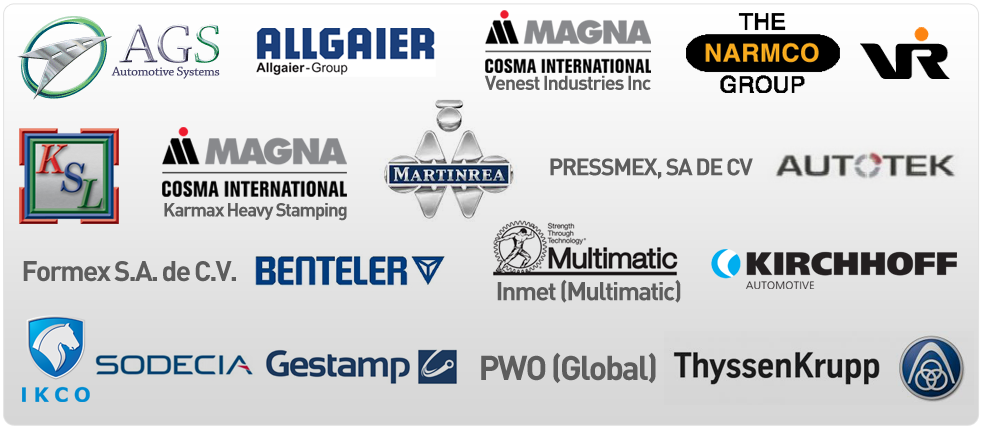 AGS
Automotive Systems
ALLGAIER
Allgaier-Group
MAGNA
COSMA INTERNATIONAL
Venest Industries Inc
THE
NARMCO
GROUP
VR
KSL
MAGNA
COSMA INTERNATIONAL
Karmax Heavy Stamping
MARTINREA
PRESSMEX, SA DE CV
AUTOTEK
Formex S.A. de C.V.
BENTELER
Strength
Through
Technology®
Multimatic
Inmet (Multimatic)
KIRCHHOFF
AUTOMOTIVE
IKCO
SODECIA
Gestamp
PWO (Global)
ThyssenKrupp